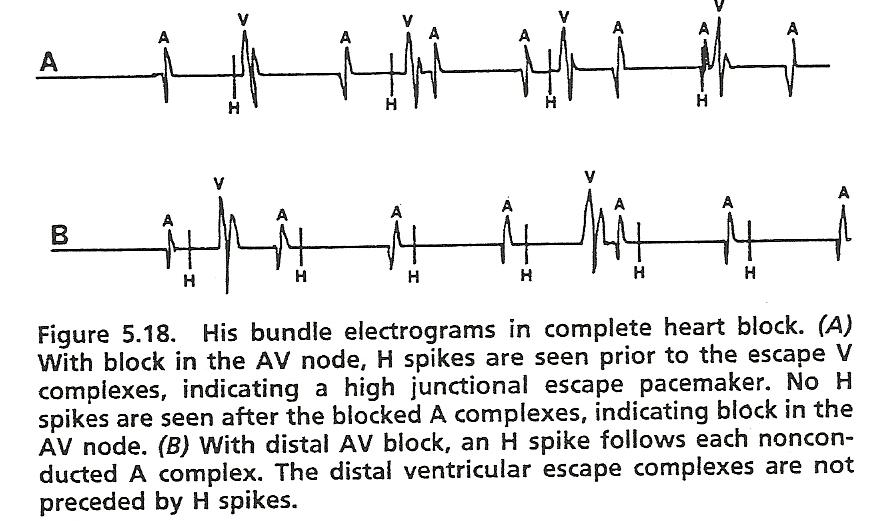 V V V V
A A A A A A A
A
H H H H
V V
A A A A A A A
B
H H H H H H
Figure 5.18. His bundle electrograms in complete heart block. (A)
With block in the AV node, H spikes are seen prior to the escape V
complexes, indicating a high junctional escape pacemaker. No H
spikes are seen after the blocked A complexes, indicating block in the
AV node. (B) With distal AV block, an H spike follows each noncon-
ducted A complex. The distal ventricular escape complexes are not
preceded by H spikes.